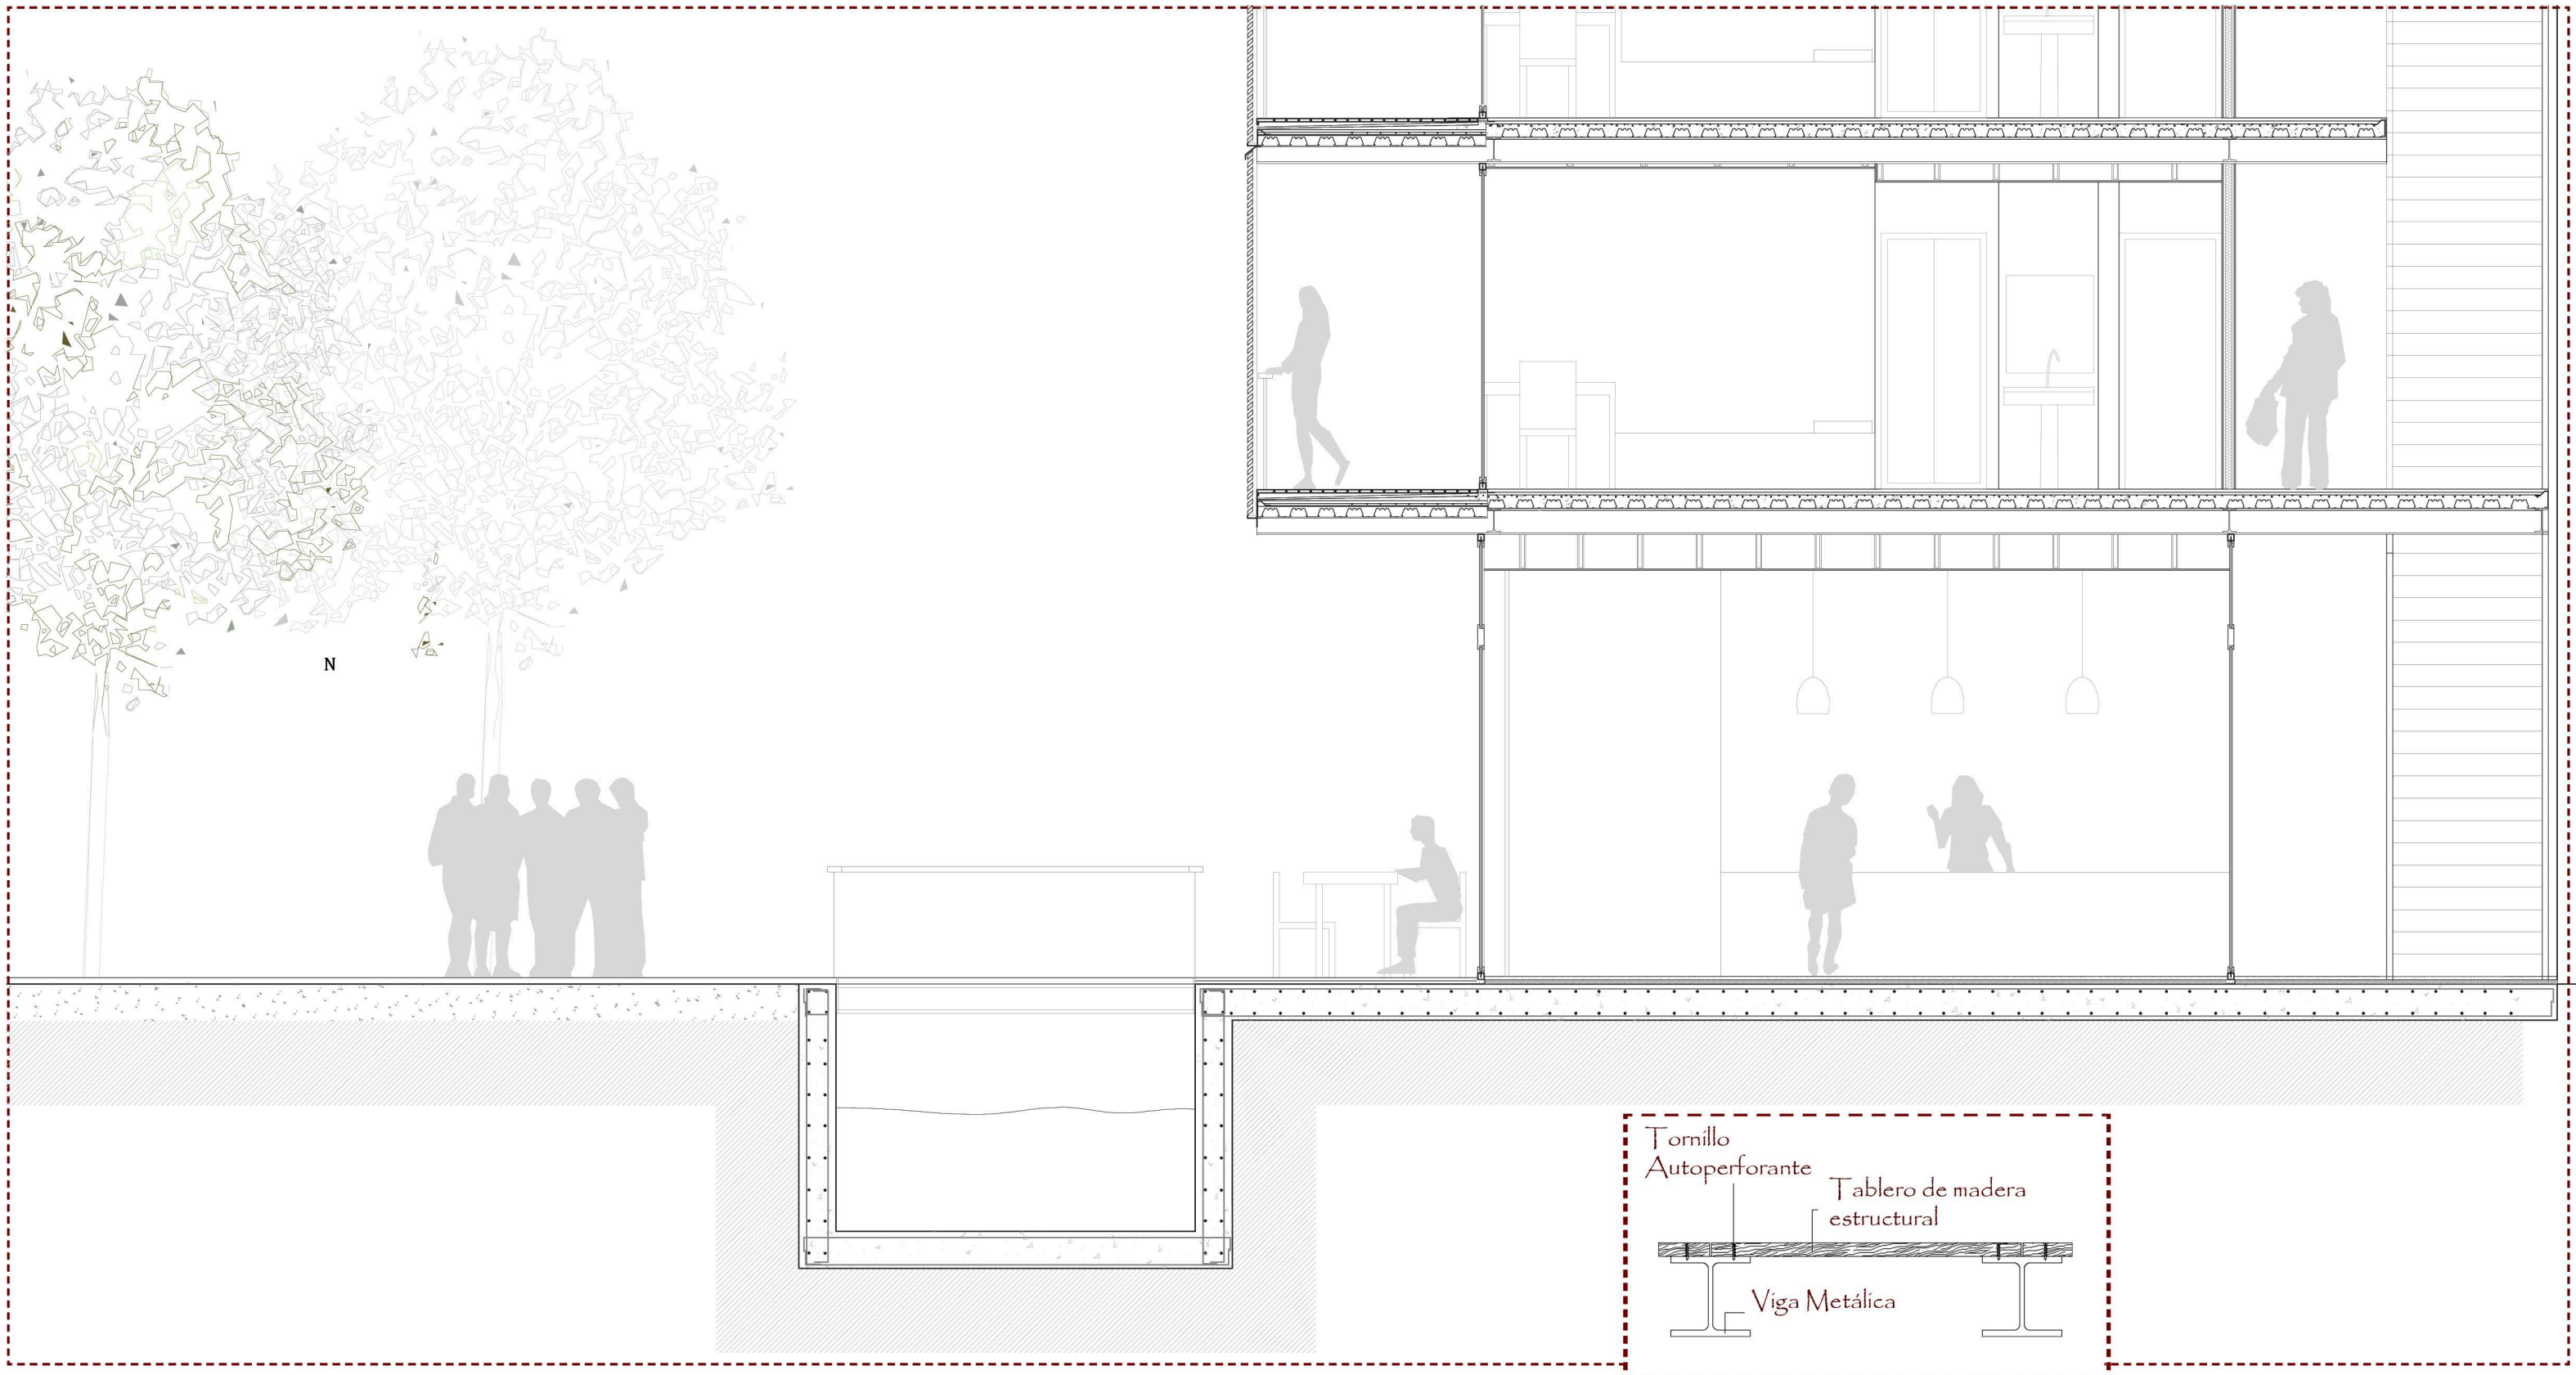 N
Tornillo
Autoperforante
Tablero de madera
estructural
Viga Metálica